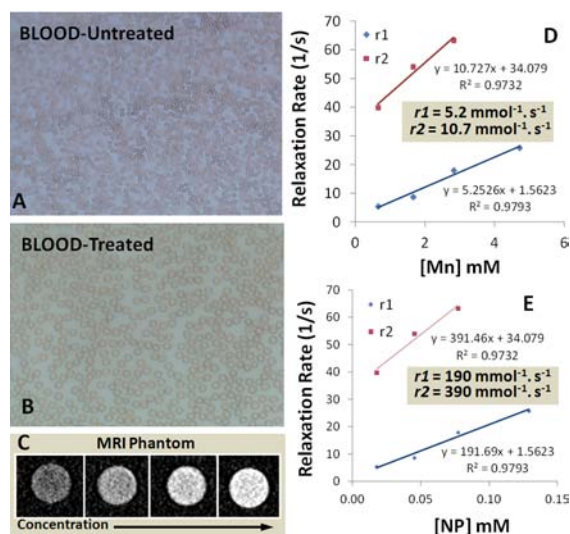 BLOOD-Untreated
A
BLOOD-Treated
B
C
MRI Phantom
Concentration
D
Relaxation Rate (1/s)
70
60
50
40
30
20
10
0
r1
r2
y = 10.727x + 34.079
R² = 0.9732
r1 = 5.2 mmol⁻¹. s⁻¹
r2 = 10.7 mmol⁻¹. s⁻¹
y = 5.2526x + 1.5623
R² = 0.9793
0 2 4 6
[Mn] mM
E
Relaxation Rate (1/s)
70
60
50
40
30
20
10
0
r1
r2
y = 391.46x + 34.079
R² = 0.9732
r1 = 190 mmol⁻¹. s⁻¹
r2 = 390 mmol⁻¹. s⁻¹
y = 191.69x + 1.5623
R² = 0.9793
0.00 0.05 0.10 0.15
[NP] mM